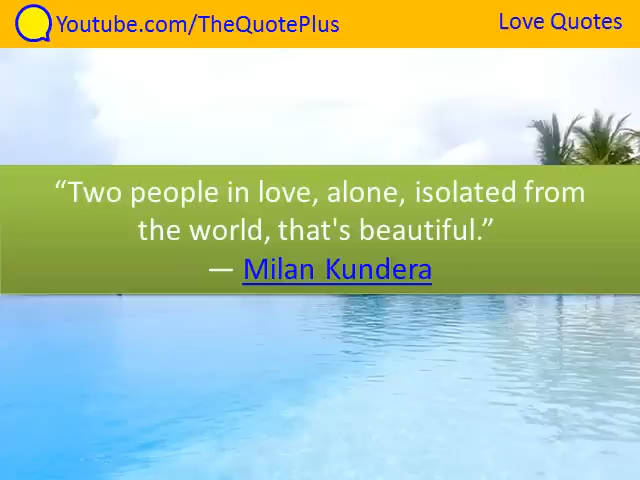 Youtube.com/TheQuotePlus
Love Quotes
“Two people in love, alone, isolated from
the world, that's beautiful.”
― Milan Kundera